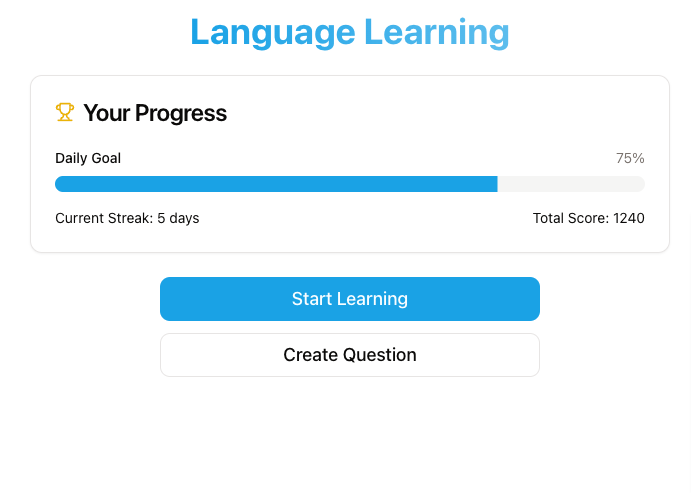 Language Learning
Your Progress
Daily Goal 75%
Current Streak: 5 days Total Score: 1240
Start Learning
Create Question